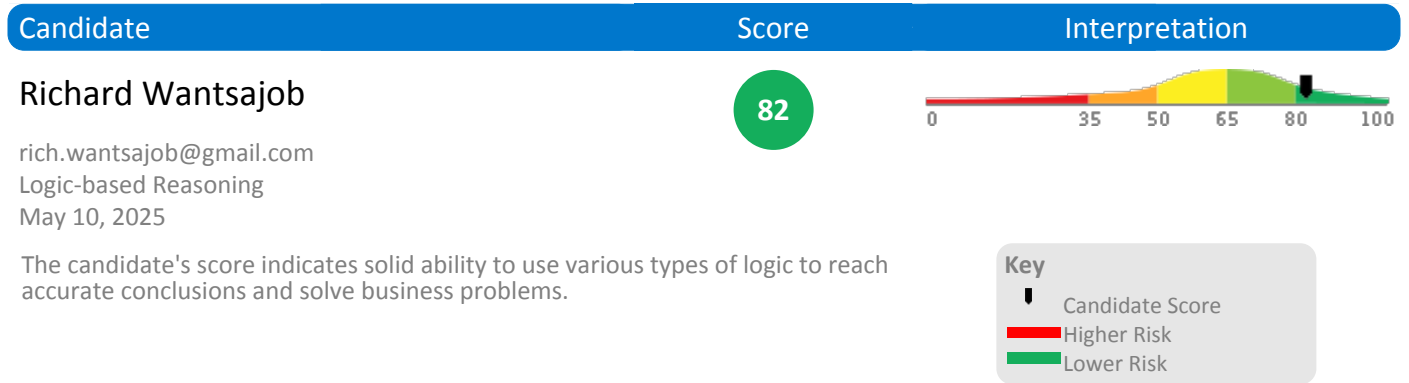 Candidate Score Interpretation
Richard Wantsajob
82
0 35 50 65 80 100
rich.wantsajob@gmail.com
Logic-based Reasoning
May 10, 2025
The candidate's score indicates solid ability to use various types of logic to reach
accurate conclusions and solve business problems.
Key
Candidate Score
Higher Risk
Lower Risk